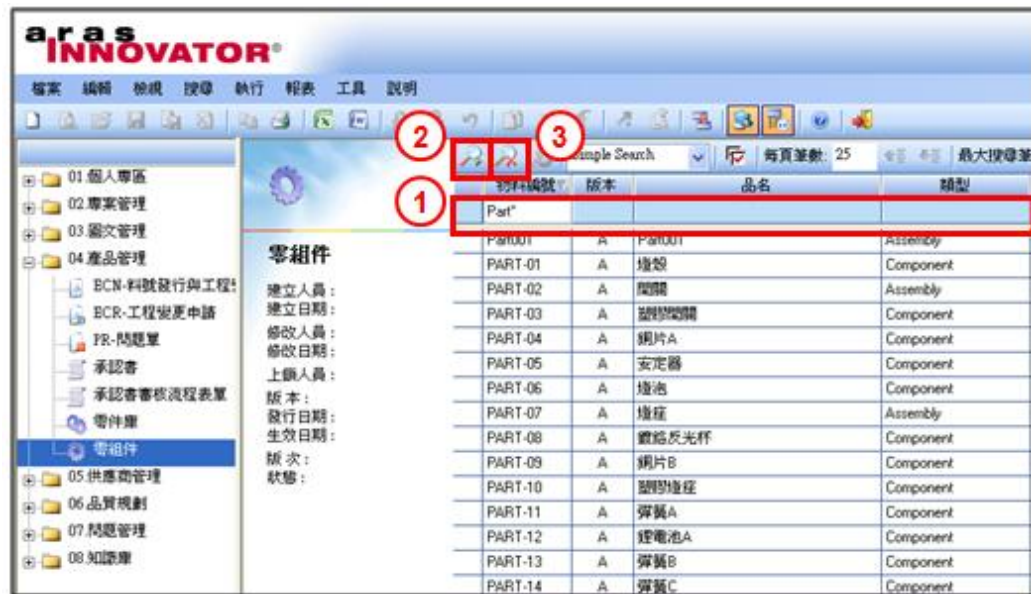 aras
INNOVATOR®
檔案 編輯 檢視 搜尋 執行 報表 工具 説明
② ③
Simple Search 每頁筆數: 25 最大搜尋筆
01.個人專區
02.專案管理
03.圖文管理
04.產品管理
ECN-料號發行與工程
ECR-工程變更申請
PR-問題單
承認書
承認書審核流程表單
零件庫
零組件
05.供應商管理
06.品質規劃
07.問題管理
08.知識庫
零組件
建立人員:
建立日期:
修改人員:
修改日期:
上鎖人員:
版本:
發行日期:
生效日期:
版次:
狀態:
物料編號 版本 品名 類型
① Part*
Part001 A Part001 Assembly
PART-01 A 燈殼 Component
PART-02 A 開關 Assembly
PART-03 A 塑膠開關 Component
PART-04 A 銅片A Component
PART-05 A 安定器 Component
PART-06 A 燈泡 Component
PART-07 A 燈座 Assembly
PART-08 A 鍍鉻反光杯 Component
PART-09 A 銅片B Component
PART-10 A 塑膠燈座 Component
PART-11 A 彈簧A Component
PART-12 A 鋰電池A Component
PART-13 A 彈簧B Component
PART-14 A 彈簧C Component